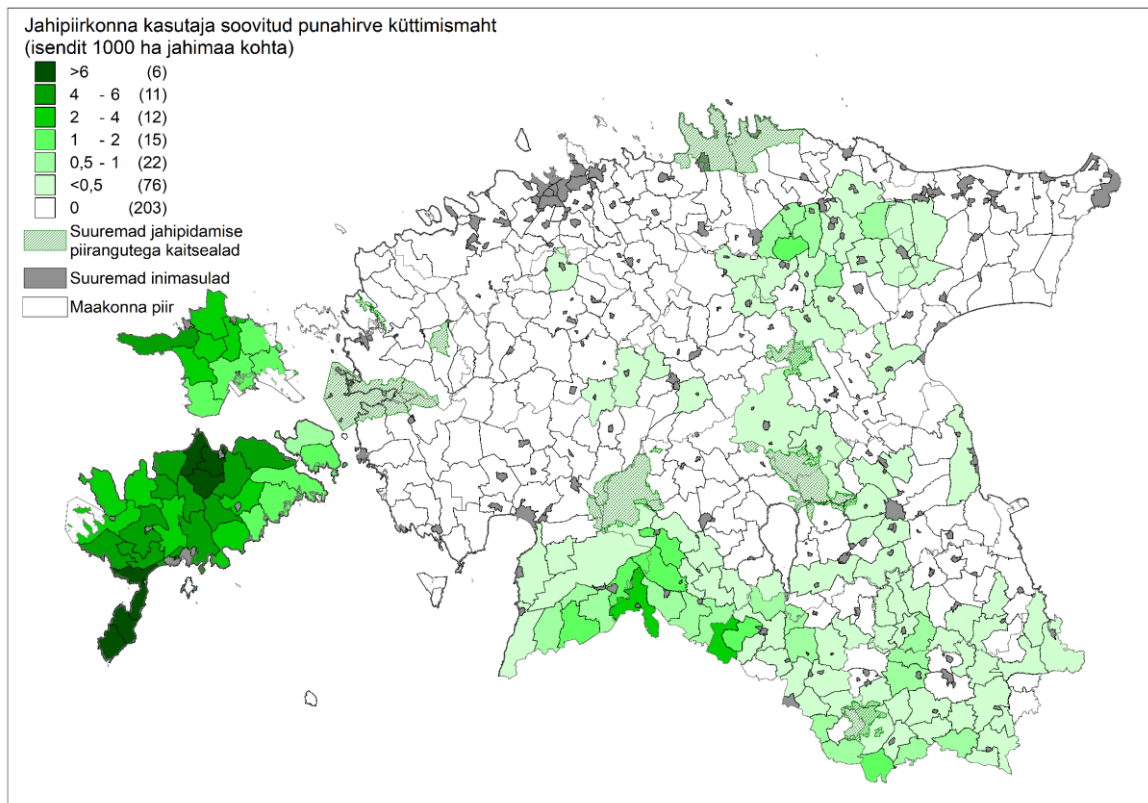 Jahipiirkonna kasutaja soovitud punahirve küttimismaht
(isendit 1000 ha jahimaa kohta)
>6 (6)
4 - 6 (11)
2 - 4 (12)
1 - 2 (15)
0,5 - 1 (22)
<0,5 (76)
0 (203)
Suuremad jahipidamise
piirangutega kaitsealad
Suuremad inimasulad
Maakonna piir